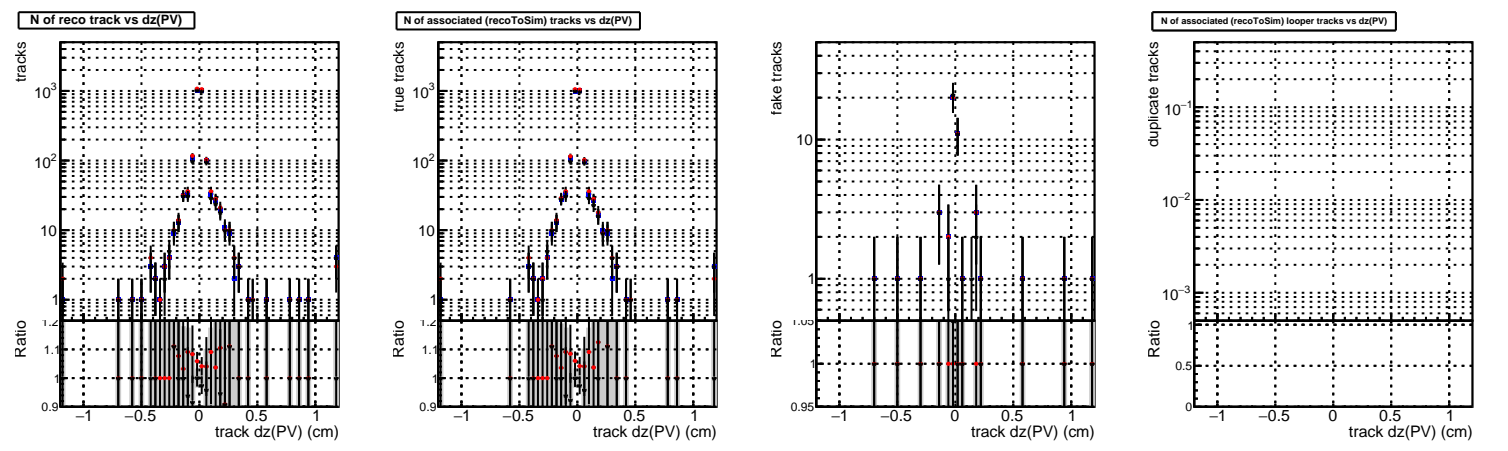 N of reco track vs dz(PV)
tracks
10³
10²
10
1
1.2
1.1
1
0.9
Ratio
−1 −0.5 0 0.5 1
track dz(PV) (cm)
N of associated (recoToSim) tracks vs dz(PV)
true tracks
10³
10²
10
1
1.2
1.1
1
0.9
Ratio
−1 −0.5 0 0.5 1
track dz(PV) (cm)
fake tracks
10
1
1.05
1
0.95
Ratio
−1 −0.5 0 0.5 1
track dz(PV) (cm)
N of associated (recoToSim) looper tracks vs dz(PV)
duplicate tracks
10⁻¹
10⁻²
10⁻³
1
0.5
0
Ratio
−1 −0.5 0 0.5 1
track dz(PV) (cm)